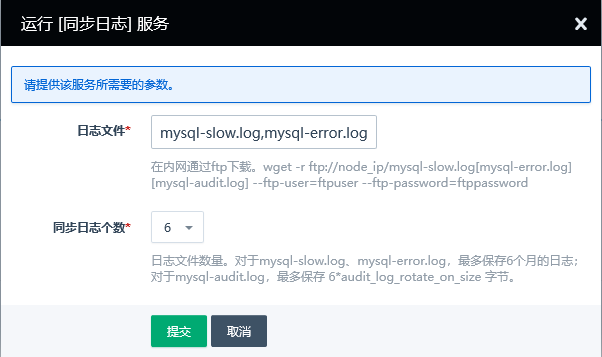 运行 [同步日志] 服务
请提供该服务所需要的参数。
日志文件* mysql-slow.log,mysql-error.log
在内网通过ftp下载。wget -r ftp://node_ip/mysql-slow.log[mysql-error.log]
[mysql-audit.log] --ftp-user=ftpuser --ftp-password=ftppassword
同步日志个数* 6
日志文件数量。对于mysql-slow.log、mysql-error.log，最多保存6个月的日志；
对于mysql-audit.log，最多保存 6*audit_log_rotate_on_size 字节。
提交 取消